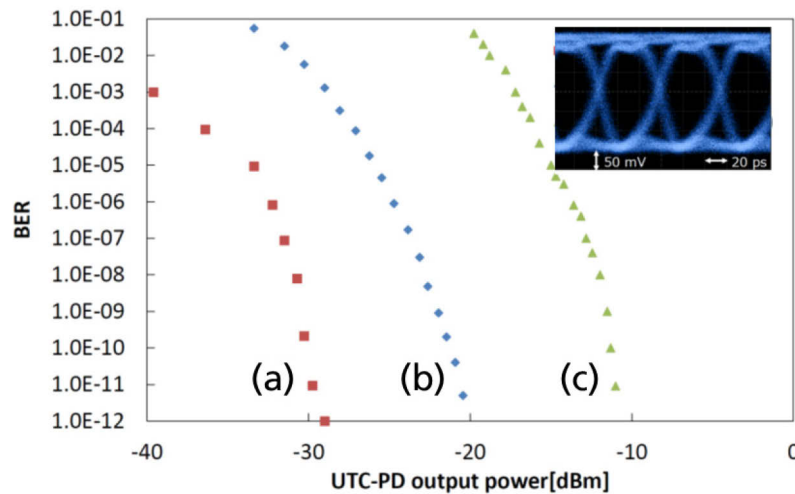 1.0E-01
1.0E-02
1.0E-03
1.0E-04
1.0E-05
1.0E-06
1.0E-07
1.0E-08
1.0E-09
1.0E-10
1.0E-11
1.0E-12
BER
50 mV
20 ps
(a)
(b)
(c)
-40
-30
-20
-10
0
UTC-PD output power[dBm]